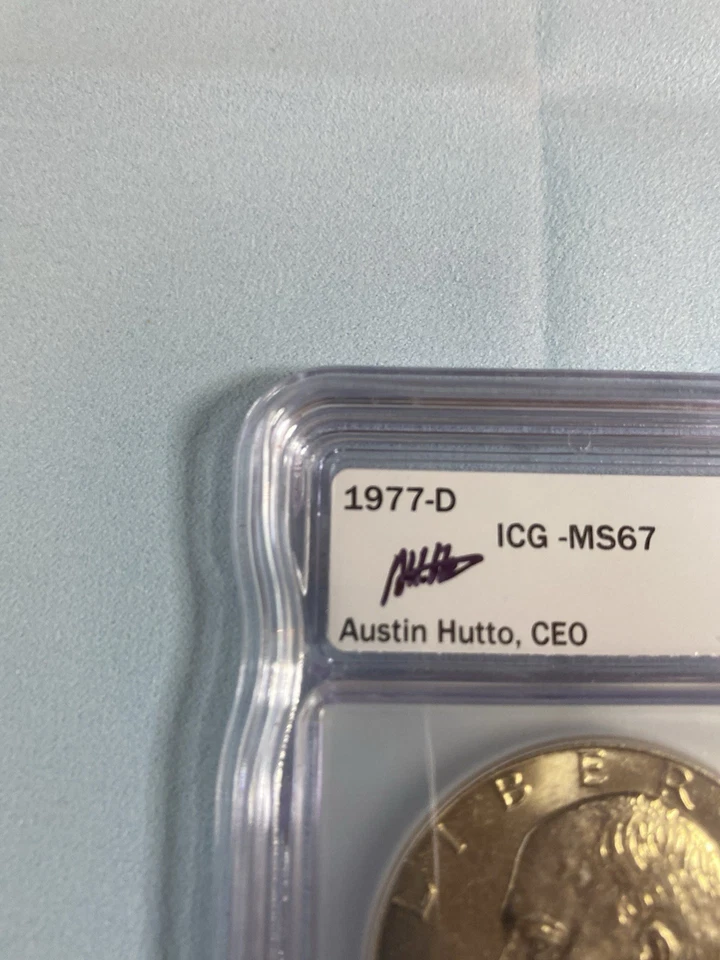 1977-D
ICG -MS67
Austin Hutto, CEO
LIBER